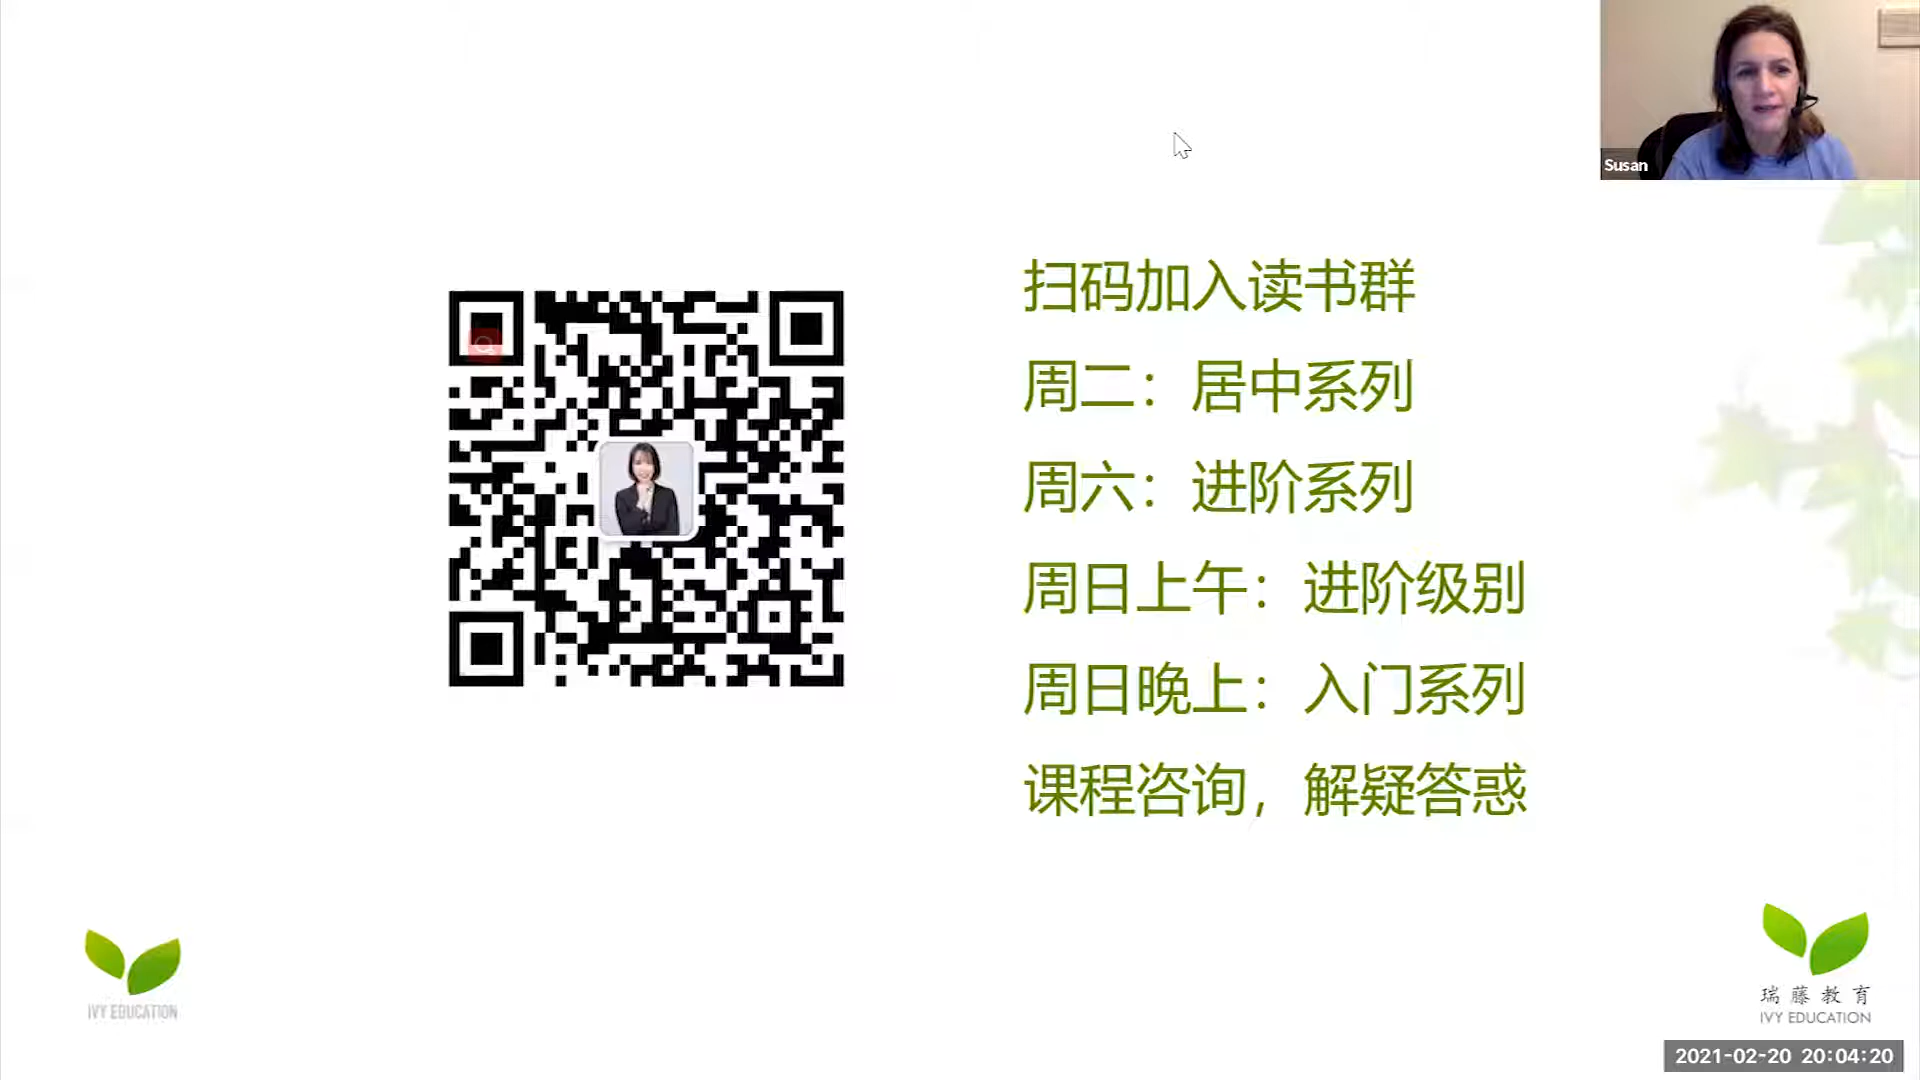 Susan
扫码加入读书群
周二：居中系列
周六：进阶系列
周日上午：进阶级别
周日晚上：入门系列
课程咨询，解疑答惑
IVY EDUCATION
瑞藤教育
IVY EDUCATION
2021-02-20 20:04:20